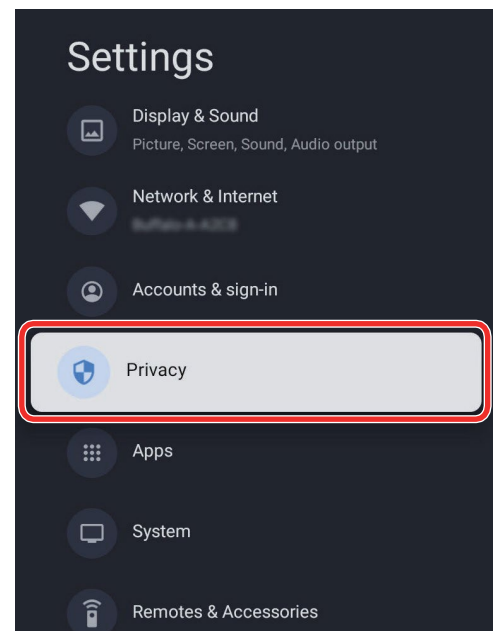 Settings
Display & Sound
Picture, Screen, Sound, Audio output
Network & Internet
Accounts & sign-in
Privacy
Apps
System
Remotes & Accessories